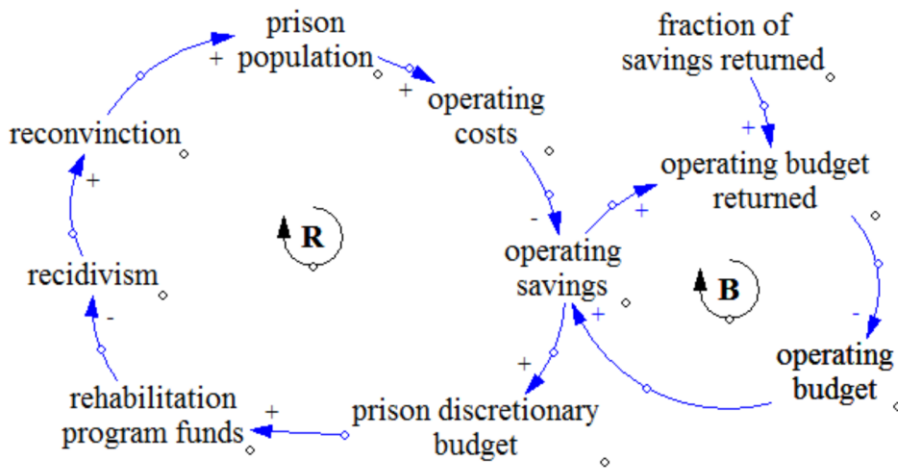 prison
population
fraction of
savings returned
+
+
operating
costs
+
reconvinction
operating budget
returned
+
+
-
R
operating
savings
recidivism
B
+
-
-
operating
budget
+
rehabilitation
program funds
+
prison discretionary
budget